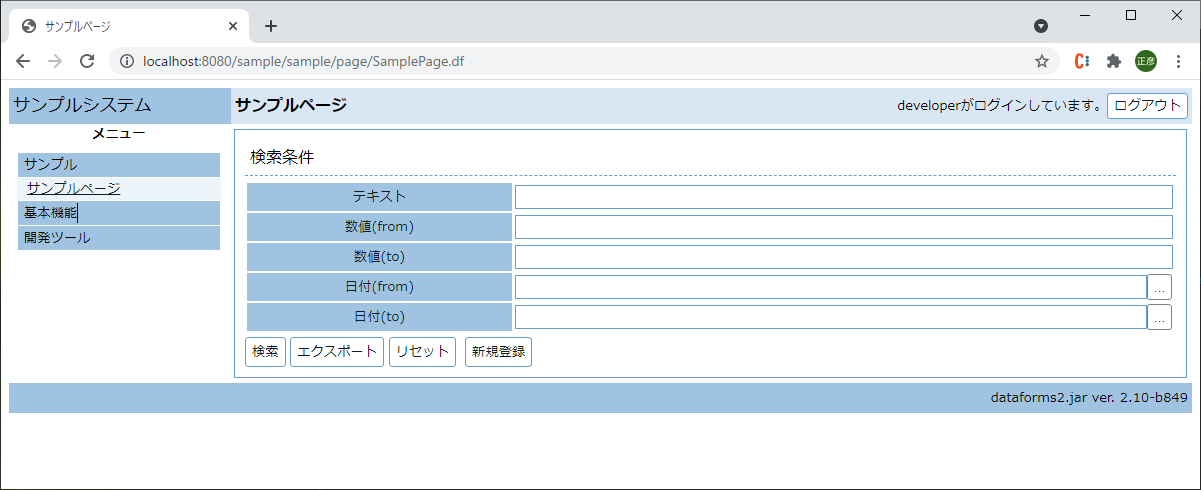 サンプルページ
localhost:8080/sample/sample/page/SamplePage.df
正彦
サンプルシステム
サンプルページ
developerがログインしています。
ログアウト
メニュー
サンプル
サンプルページ
基本機能
開発ツール
検索条件
テキスト
数値(from)
数値(to)
日付(from)
...
日付(to)
...
検索 エクスポート リセット 新規登録
dataforms2.jar ver. 2.10-b849